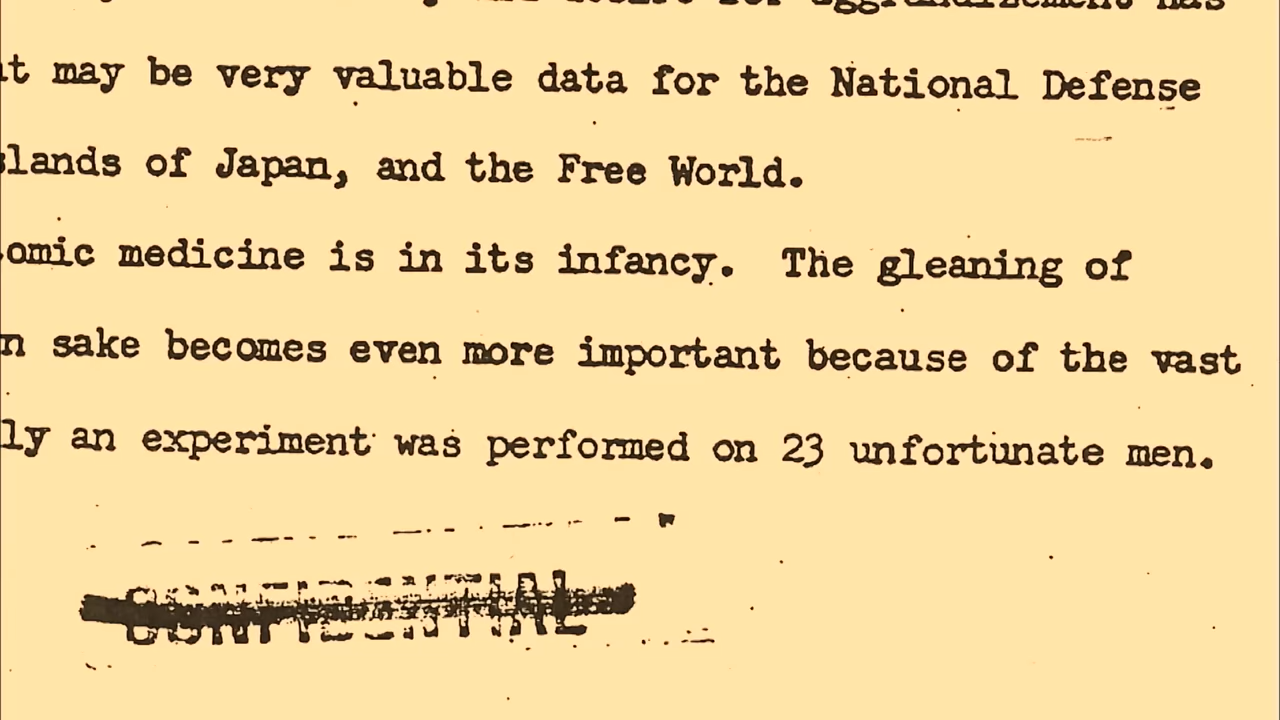 may be very valuable data for the National Defense
of Japan, and the Free World.
medicine is in its infancy. The gleaning of
sake becomes even more important because of the vast
ly an experiment was performed on 23 unfortunate men.
CONFIDENTIAL